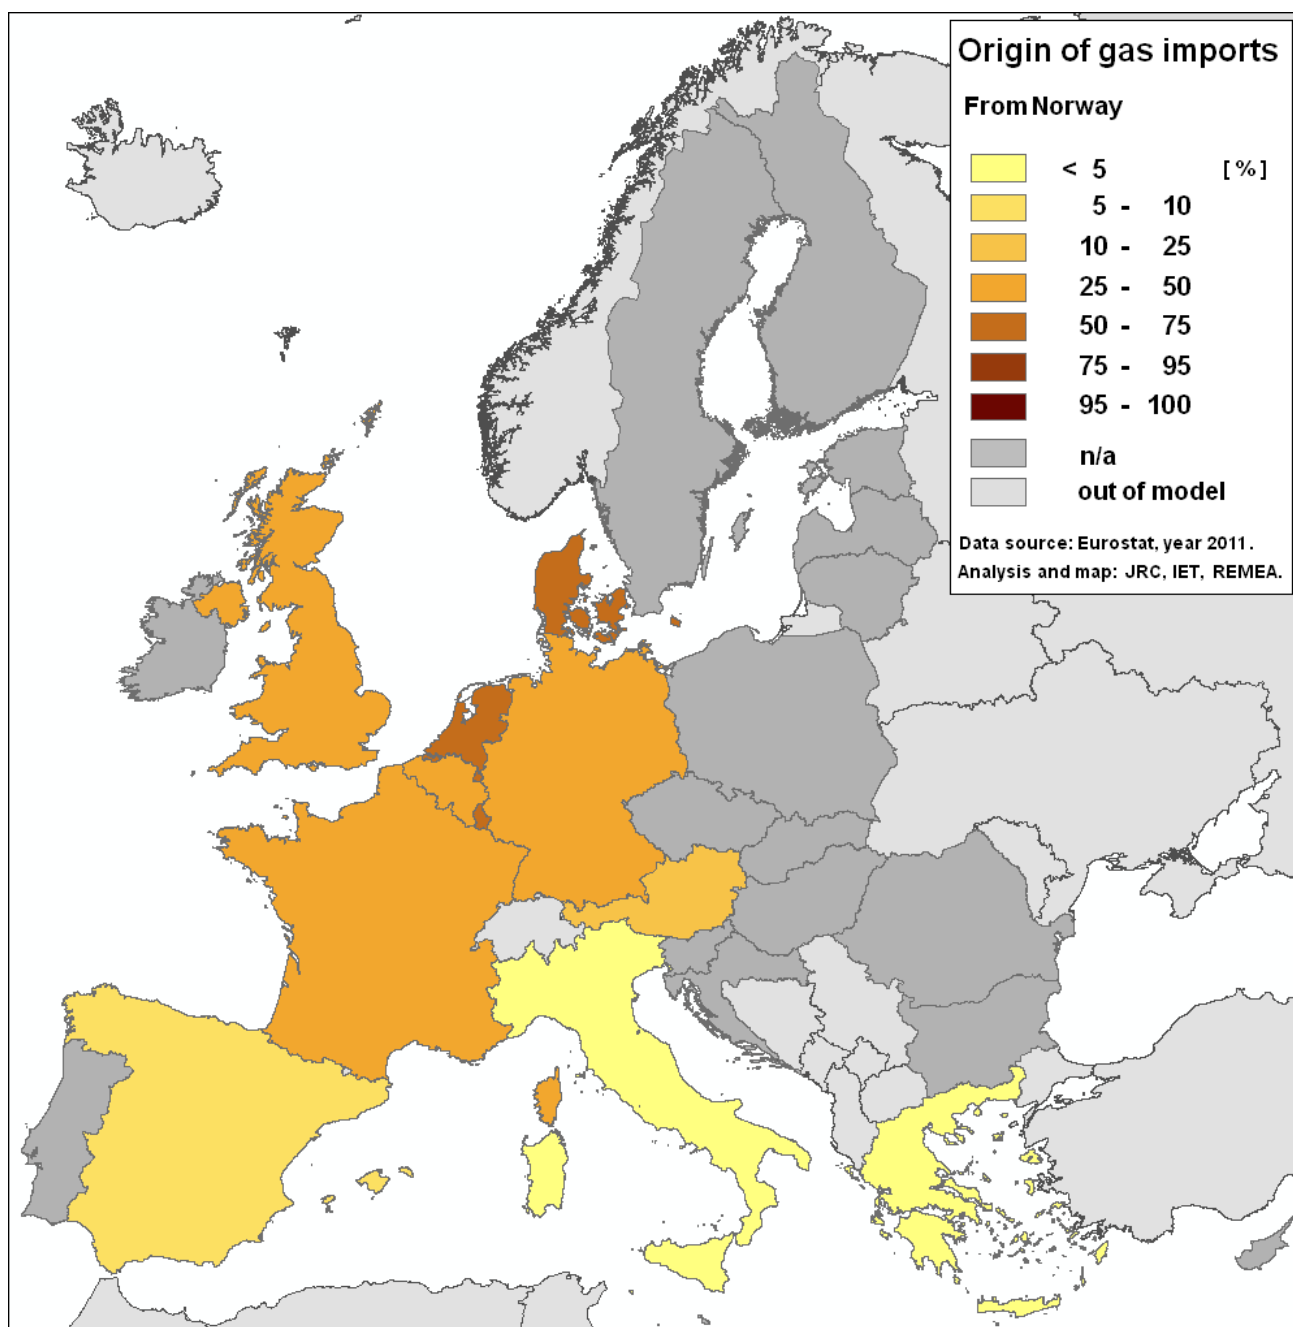 Origin of gas imports
From Norway
< 5 [%]
5 - 10
10 - 25
25 - 50
50 - 75
75 - 95
95 - 100
n/a
out of model
Data source: Eurostat, year 2011.
Analysis and map: JRC, IET, REMEA.